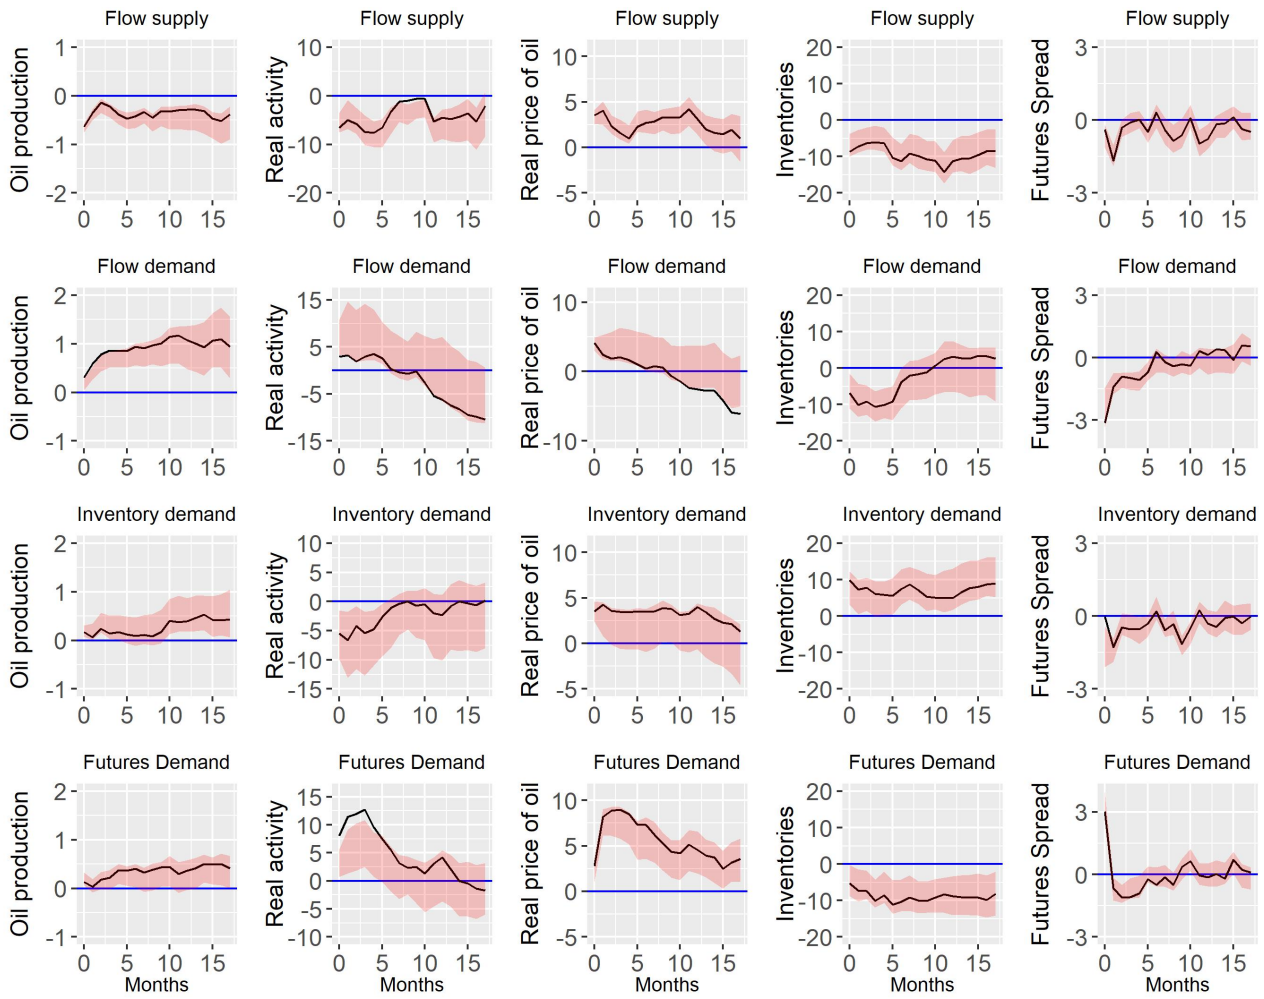 Flow supply Flow supply Flow supply Flow supply Flow supply
Oil production 1 0 -1 -2 0 5 10 15
Real activity 10 0 -10 -20 0 5 10 15
Real price of oil 10 5 0 -5 0 5 10 15
Inventories 20 10 0 -10 -20 0 5 10 15
Futures Spread 3 0 -3 0 5 10 15
Flow demand Flow demand Flow demand Flow demand Flow demand
Oil production 2 1 0 -1 0 5 10 15
Real activity 15 5 -5 -15 0 5 10 15
Real price of oil 10 0 -10 0 5 10 15
Inventories 20 10 0 -10 -20 0 5 10 15
Futures Spread 3 0 -3 0 5 10 15
Inventory demand Inventory demand Inventory demand Inventory demand Inventory demand
Oil production 2 1 0 -1 0 5 10 15
Real activity 10 5 0 -5 -10 -15 0 5 10 15
Real price of oil 10 5 0 -5 0 5 10 15
Inventories 20 10 0 -10 -20 0 5 10 15
Futures Spread 3 0 -3 0 5 10 15
Futures Demand Futures Demand Futures Demand Futures Demand Futures Demand
Oil production 2 1 0 -1 0 5 10 15
Real activity 15 10 5 0 -5 -10 0 5 10 15
Real price of oil 10 5 0 -5 0 5 10 15
Inventories 20 10 0 -10 -20 0 5 10 15
Futures Spread 3 0 -3 0 5 10 15
Months Months Months Months Months